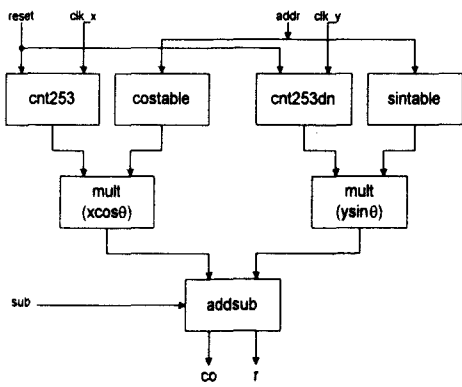 reset clk_x addr clk_y
cnt253 costable cnt253dn sintable
mult mult
(xcosθ) (ysinθ)
sub addsub
co r